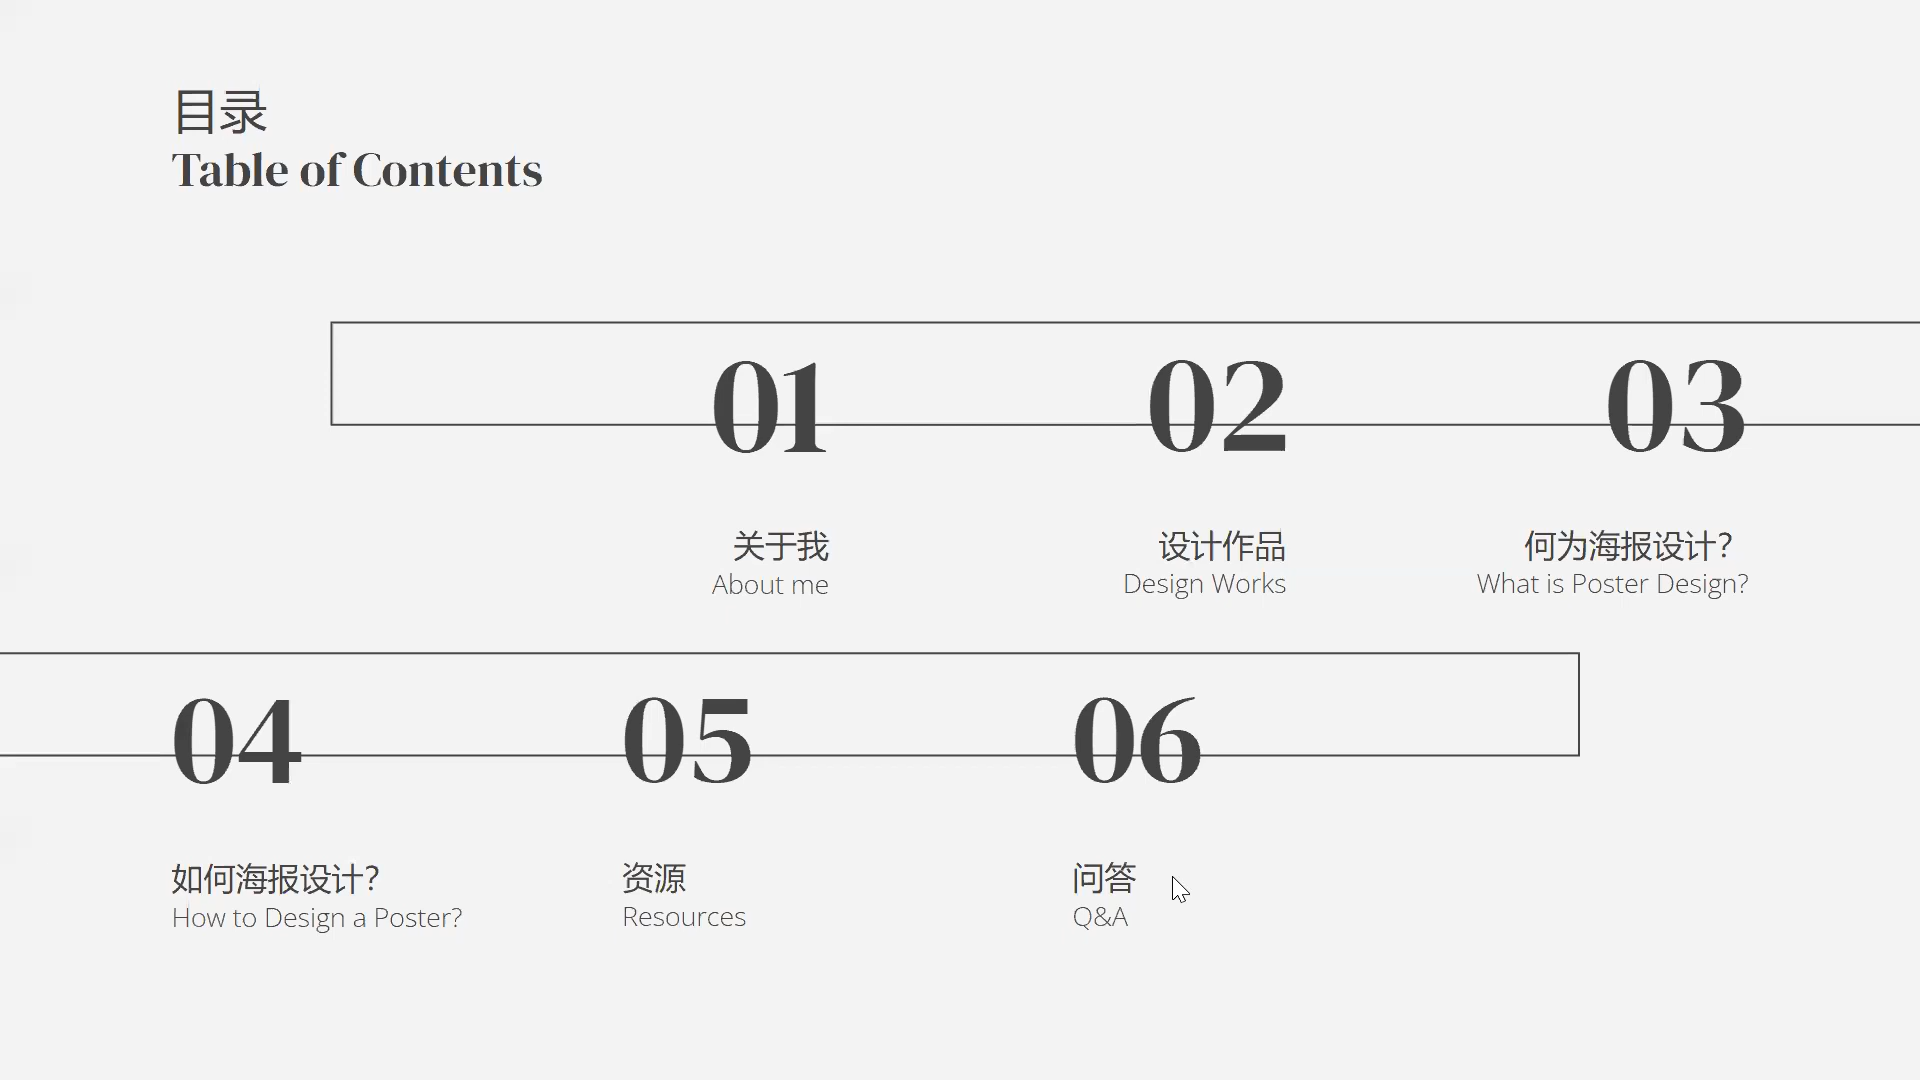 目录
Table of Contents
01
关于我
About me
02
设计作品
Design Works
03
何为海报设计?
What is Poster Design?
04
如何海报设计?
How to Design a Poster?
05
资源
Resources
06
问答
Q&A